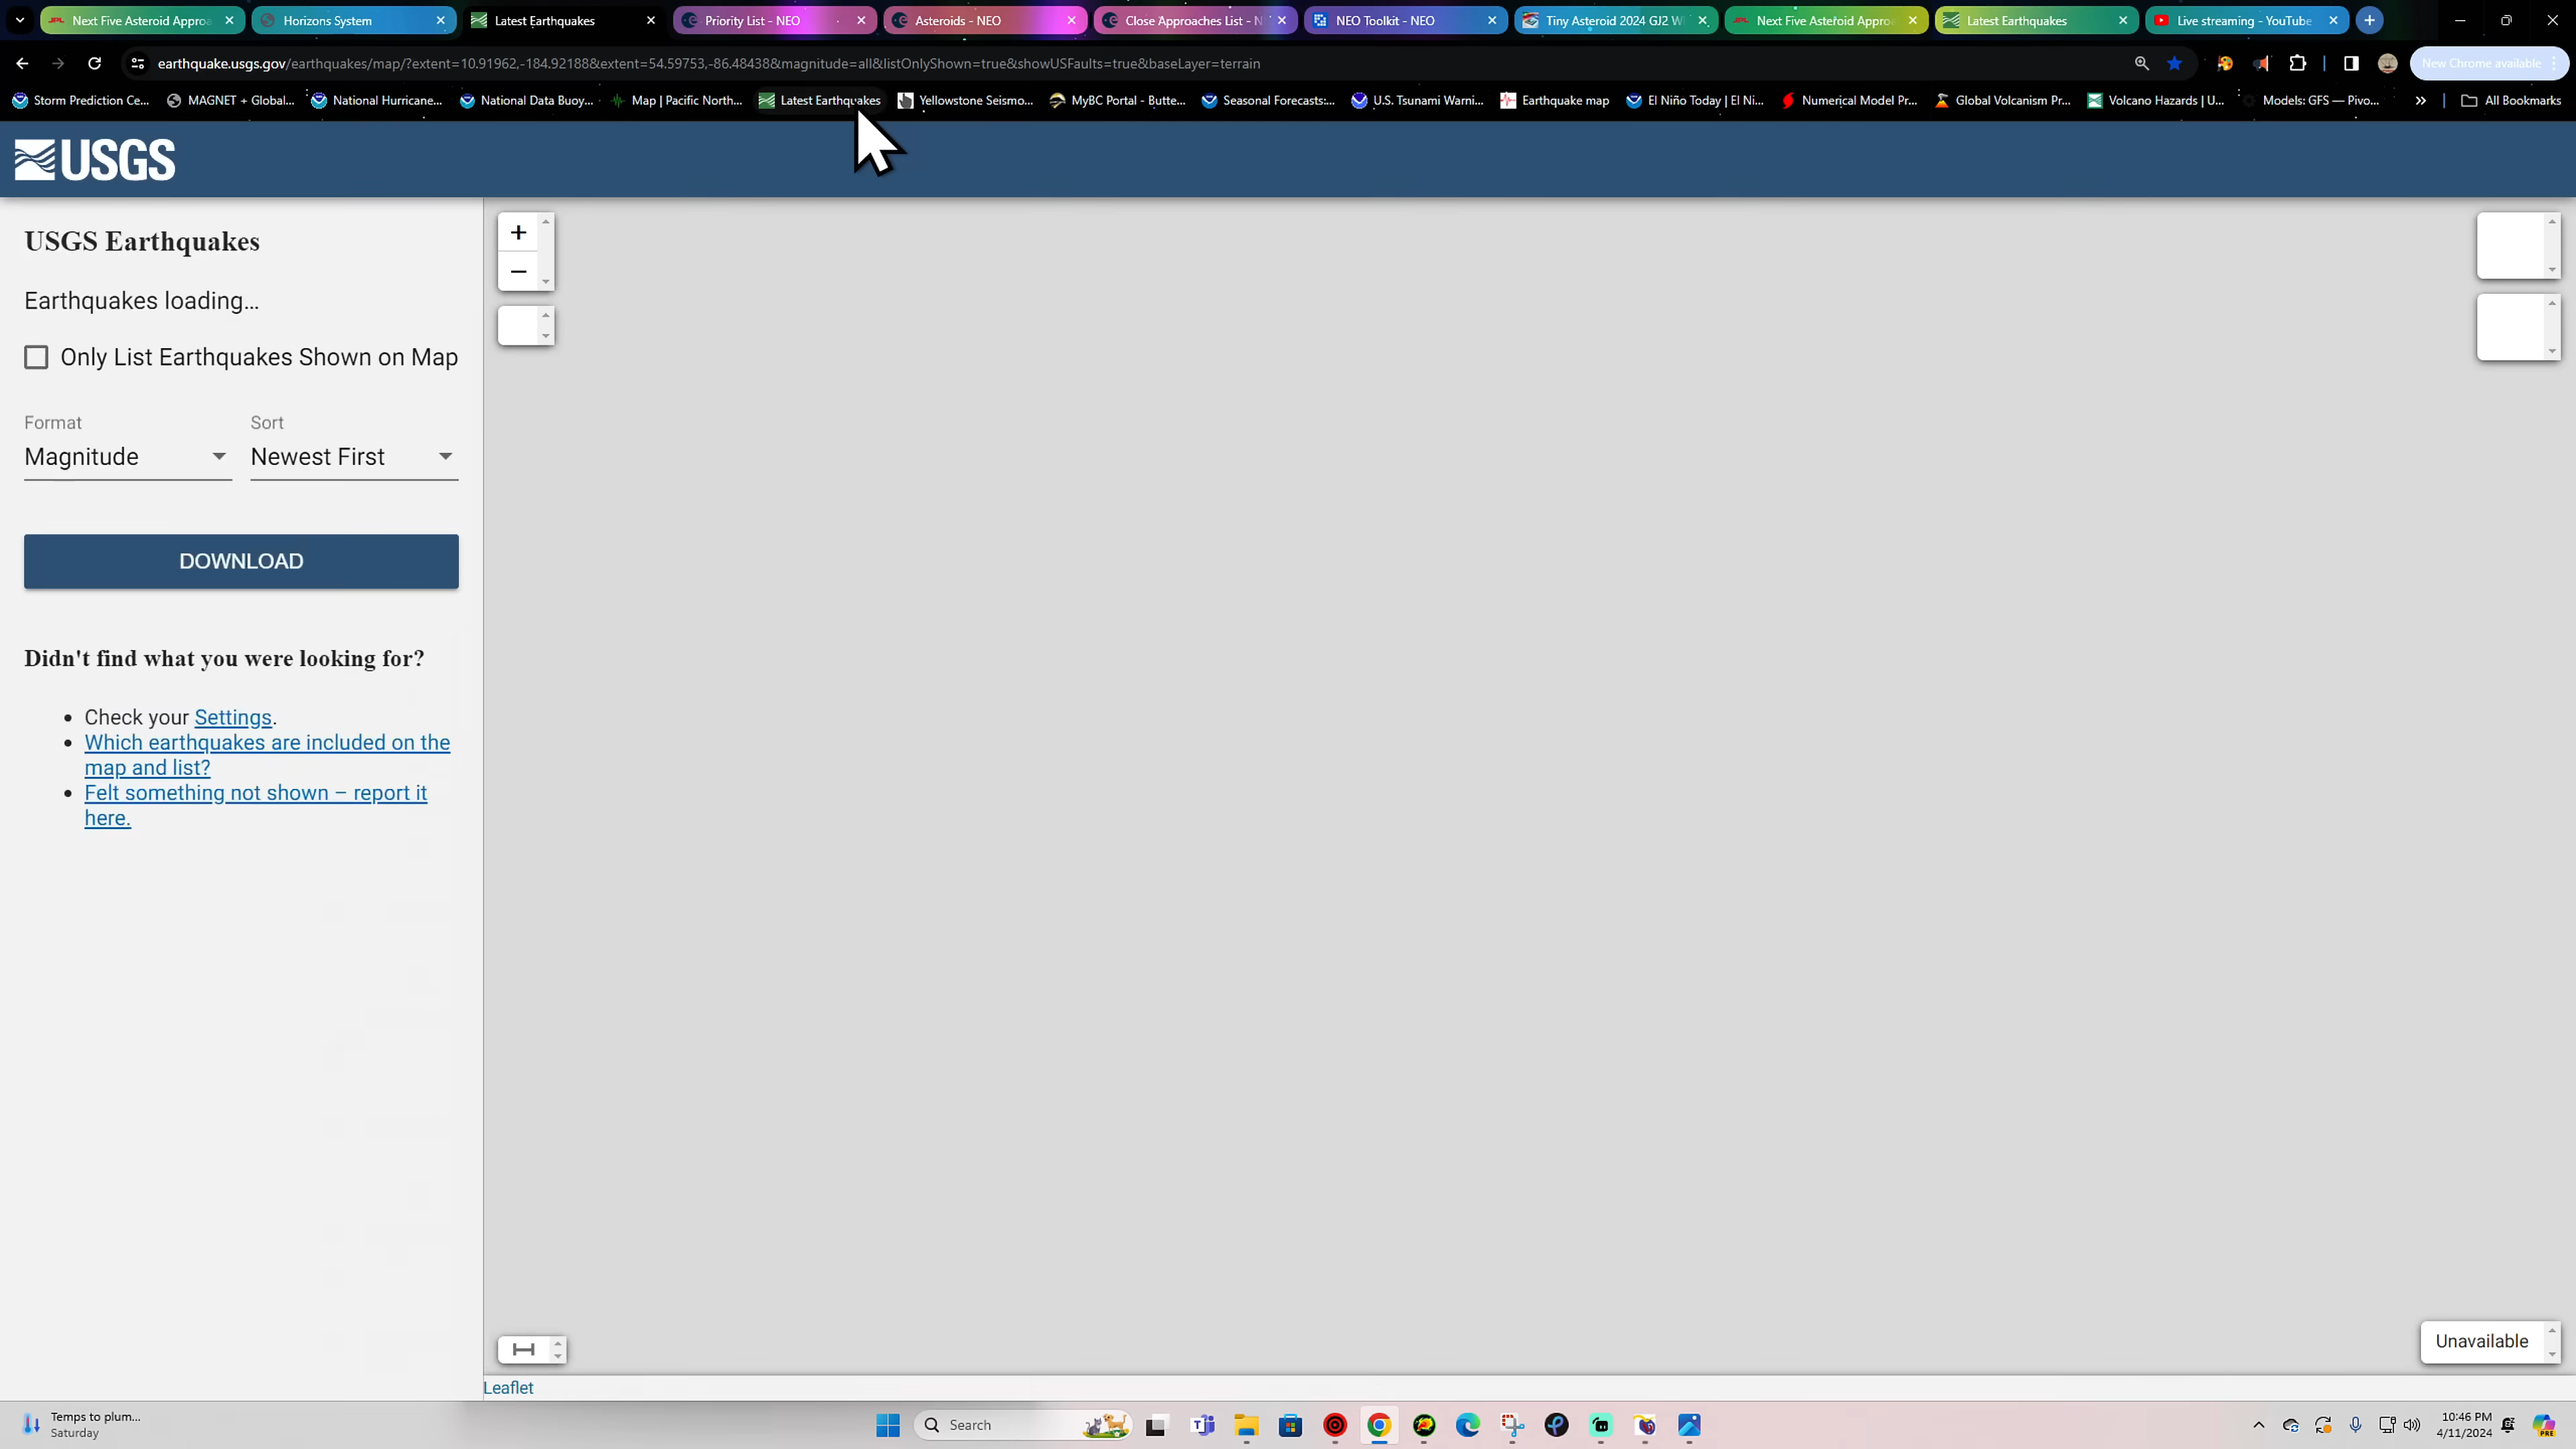 Next Five Asteroid Approa
Horizons System
Latest Earthquakes
Priority List - NEO
Asteroids - NEO
Close Approaches List - N
NEO Toolkit - NEO
Tiny Asteroid 2024 GJ2 W
Next Five Asteroid Appro
Latest Earthquakes
Live streaming - YouTube
earthquake.usgs.gov/earthquakes/map/?extent=10.91962,-184.92188&extent=54.59753,-86.48438&magnitude=all&listOnlyShown=true&showUSFaults=true&baseLayer=terrain
New Chrome available
Storm Prediction Ce...
MAGNET + Global...
National Hurricane...
National Data Buoy...
Map | Pacific North...
Latest Earthquakes
Yellowstone Seismo...
MyBC Portal - Butte...
Seasonal Forecasts:...
U.S. Tsunami Warni...
Earthquake map
El Niño Today | El Ni...
Numerical Model Pr...
Global Volcanism Pr...
Volcano Hazards | U...
Models: GFS — Pivo...
All Bookmarks
USGS
USGS Earthquakes
Earthquakes loading...
Only List Earthquakes Shown on Map
Format
Sort
Magnitude
Newest First
DOWNLOAD
Didn't find what you were looking for?
Check your Settings.
Which earthquakes are included on the
map and list?
Felt something not shown – report it
here.
Unavailable
Leaflet
Temps to plum...
Saturday
Search
10:46 PM
4/11/2024